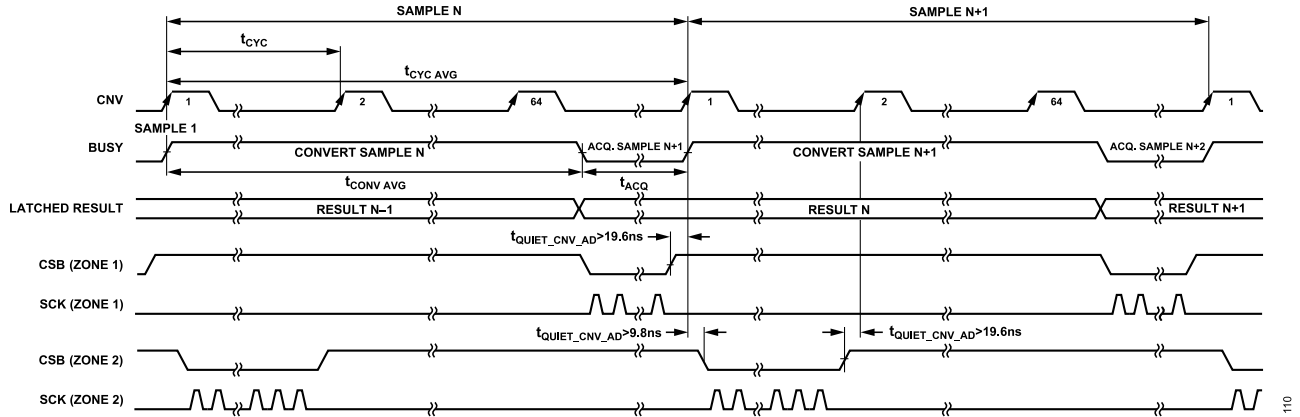 SAMPLE N
SAMPLE N+1
tCYC
tCYC AVG
CNV
1
2
64
1
2
64
1
SAMPLE 1
BUSY
CONVERT SAMPLE N
ACQ. SAMPLE N+1
CONVERT SAMPLE N+1
ACQ. SAMPLE N+2
tCONV AVG
tACQ
LATCHED RESULT
RESULT N–1
RESULT N
RESULT N+1
tQUIET_CNV_AD>19.6ns
CSB (ZONE 1)
SCK (ZONE 1)
tQUIET_CNV_AD>9.8ns
tQUIET_CNV_AD>19.6ns
CSB (ZONE 2)
SCK (ZONE 2)
110